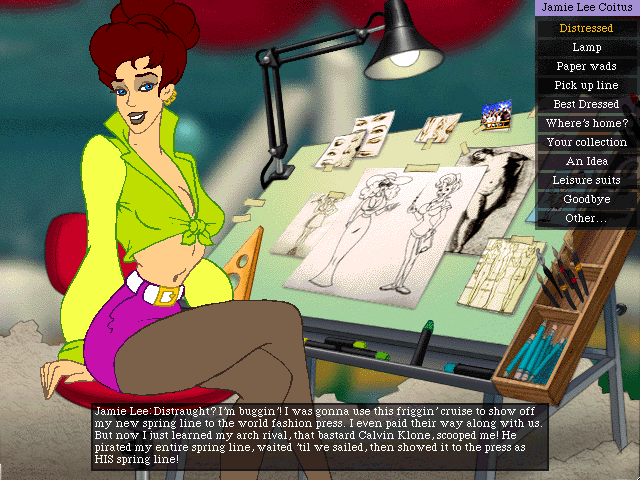 Jamie Lee Coitus
Distressed
Lamp
Paper wads
Pick up line
Best Dressed
Where's home?
Your collection
An Idea
Leisure suits
Goodbye
Other...
Jamie Lee: Distraught? I'm buggin'! I was gonna use this friggin' cruise to show off
my new spring line to the world fashion press. I even paid their way along with us.
But now I just learned my arch rival, that bastard Calvin Klone, scooped me! He
pirated my entire spring line, waited 'til we sailed, then showed it to the press as
HIS spring line!